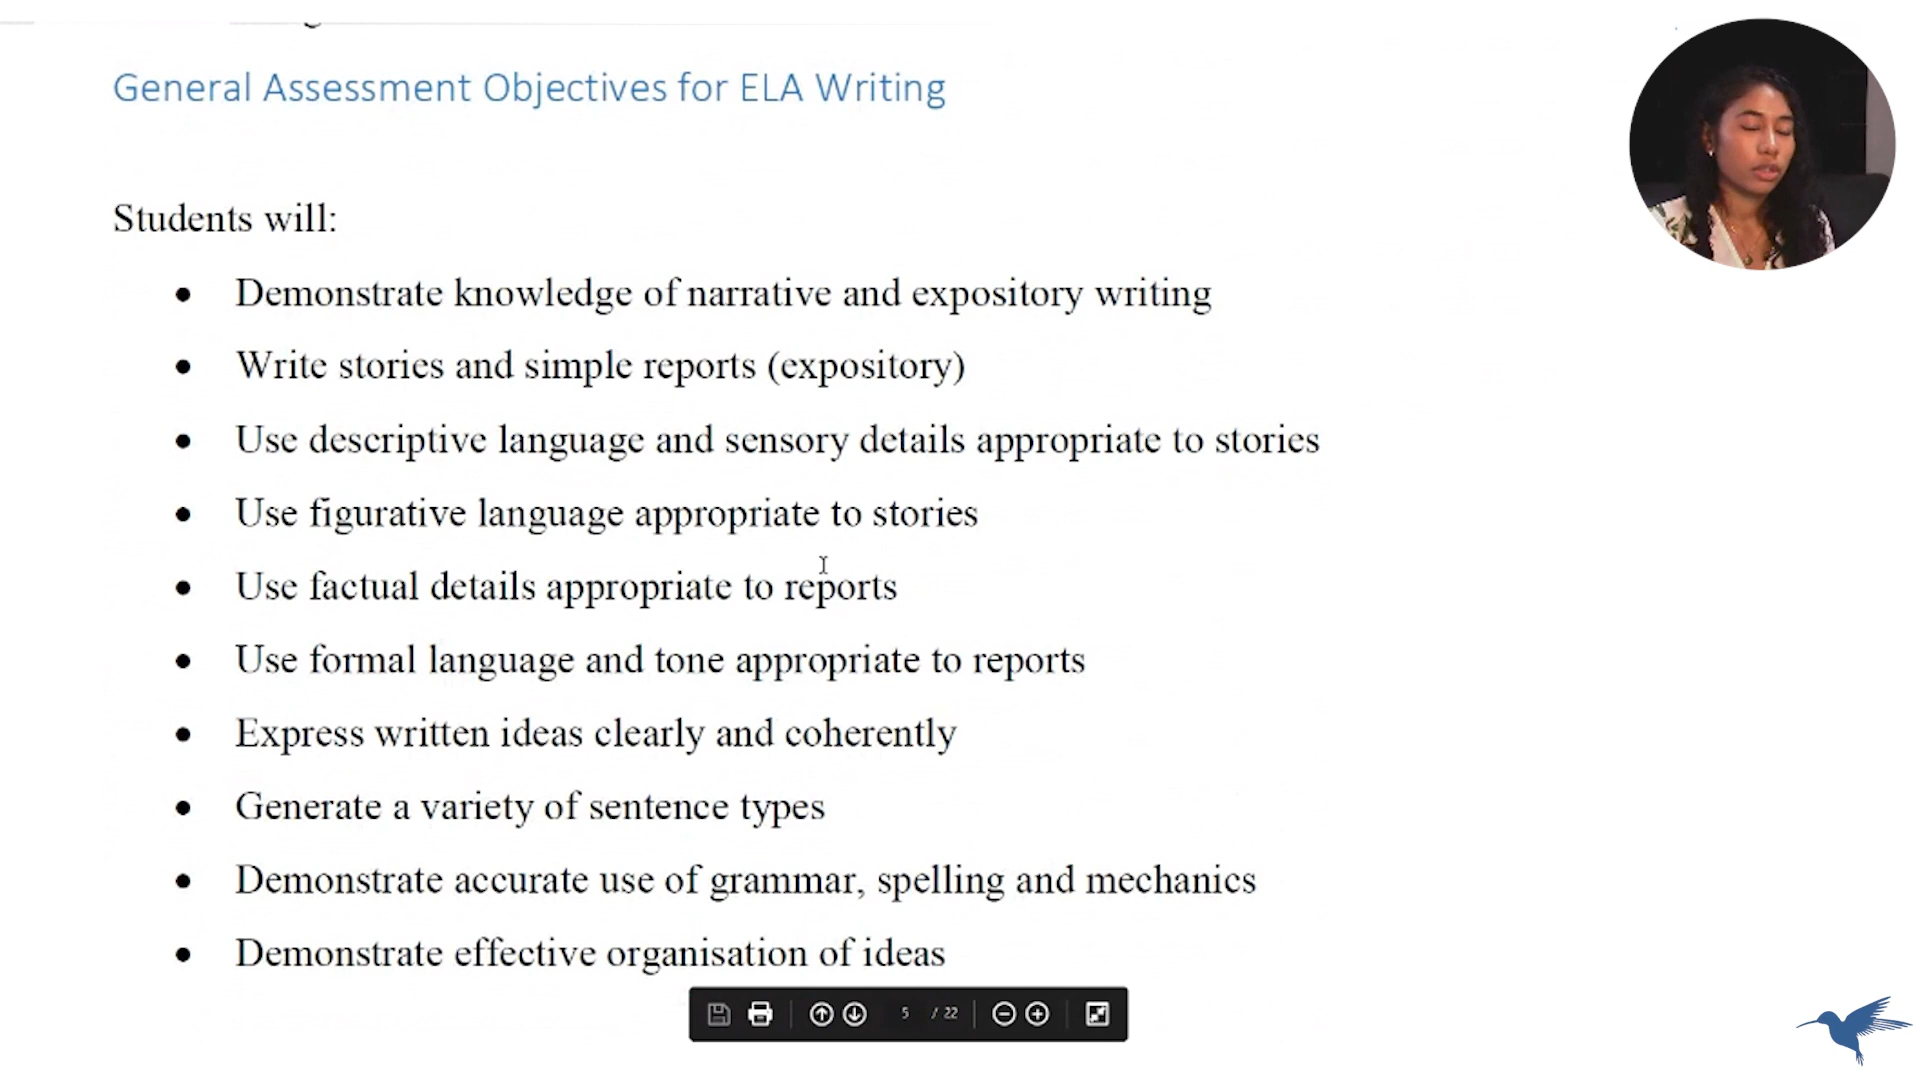 General Assessment Objectives for ELA Writing
Students will:
• Demonstrate knowledge of narrative and expository writing
• Write stories and simple reports (expository)
• Use descriptive language and sensory details appropriate to stories
• Use figurative language appropriate to stories
• Use factual details appropriate to reports
• Use formal language and tone appropriate to reports
• Express written ideas clearly and coherently
• Generate a variety of sentence types
• Demonstrate accurate use of grammar, spelling and mechanics
• Demonstrate effective organisation of ideas
5 / 22